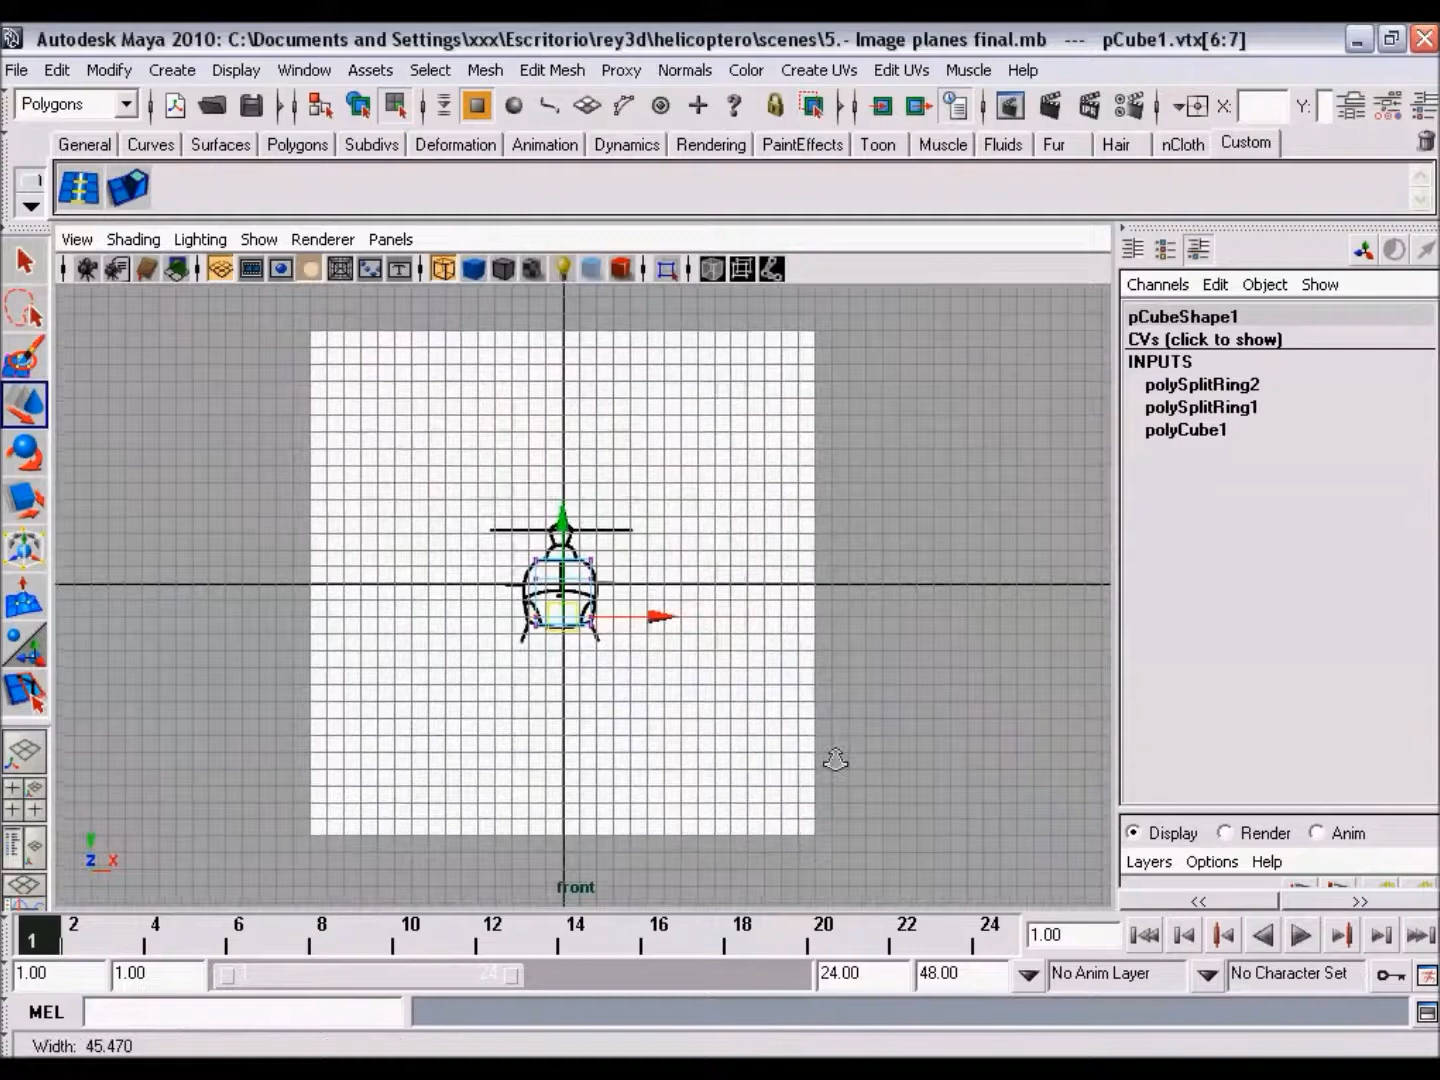 Autodesk Maya 2010: C:\Documents and Settings\xxx\Escritorio\rey3d\helicoptero\scenes\5.- Image planes final.mb --- pCube1.vtx[6:7]
File Edit Modify Create Display Window Assets Select Mesh Edit Mesh Proxy Normals Color Create UVs Edit UVs Muscle Help
Polygons X: Y:
General Curves Surfaces Polygons Subdivs Deformation Animation Dynamics Rendering PaintEffects Toon Muscle Fluids Fur Hair nCloth Custom
View Shading Lighting Show Renderer Panels
Channels Edit Object Show
pCubeShape1
CVs (click to show)
INPUTS
polySplitRing2
polySplitRing1
polyCube1
Display Render Anim
Layers Options Help
<< >>
Z X
front
1 2 4 6 8 10 12 14 16 18 20 22 24 1.00
1.00 1.00 1 24 24.00 48.00 No Anim Layer No Character Set
MEL
Width: 45.470